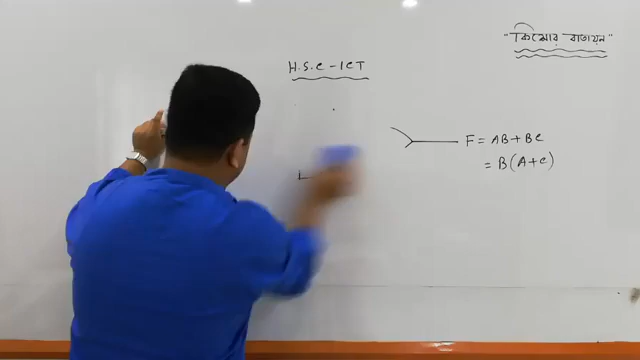 "কিশোর বাতায়ন"
H.S.C - ICT
F = AB + BC
= B(A+C)